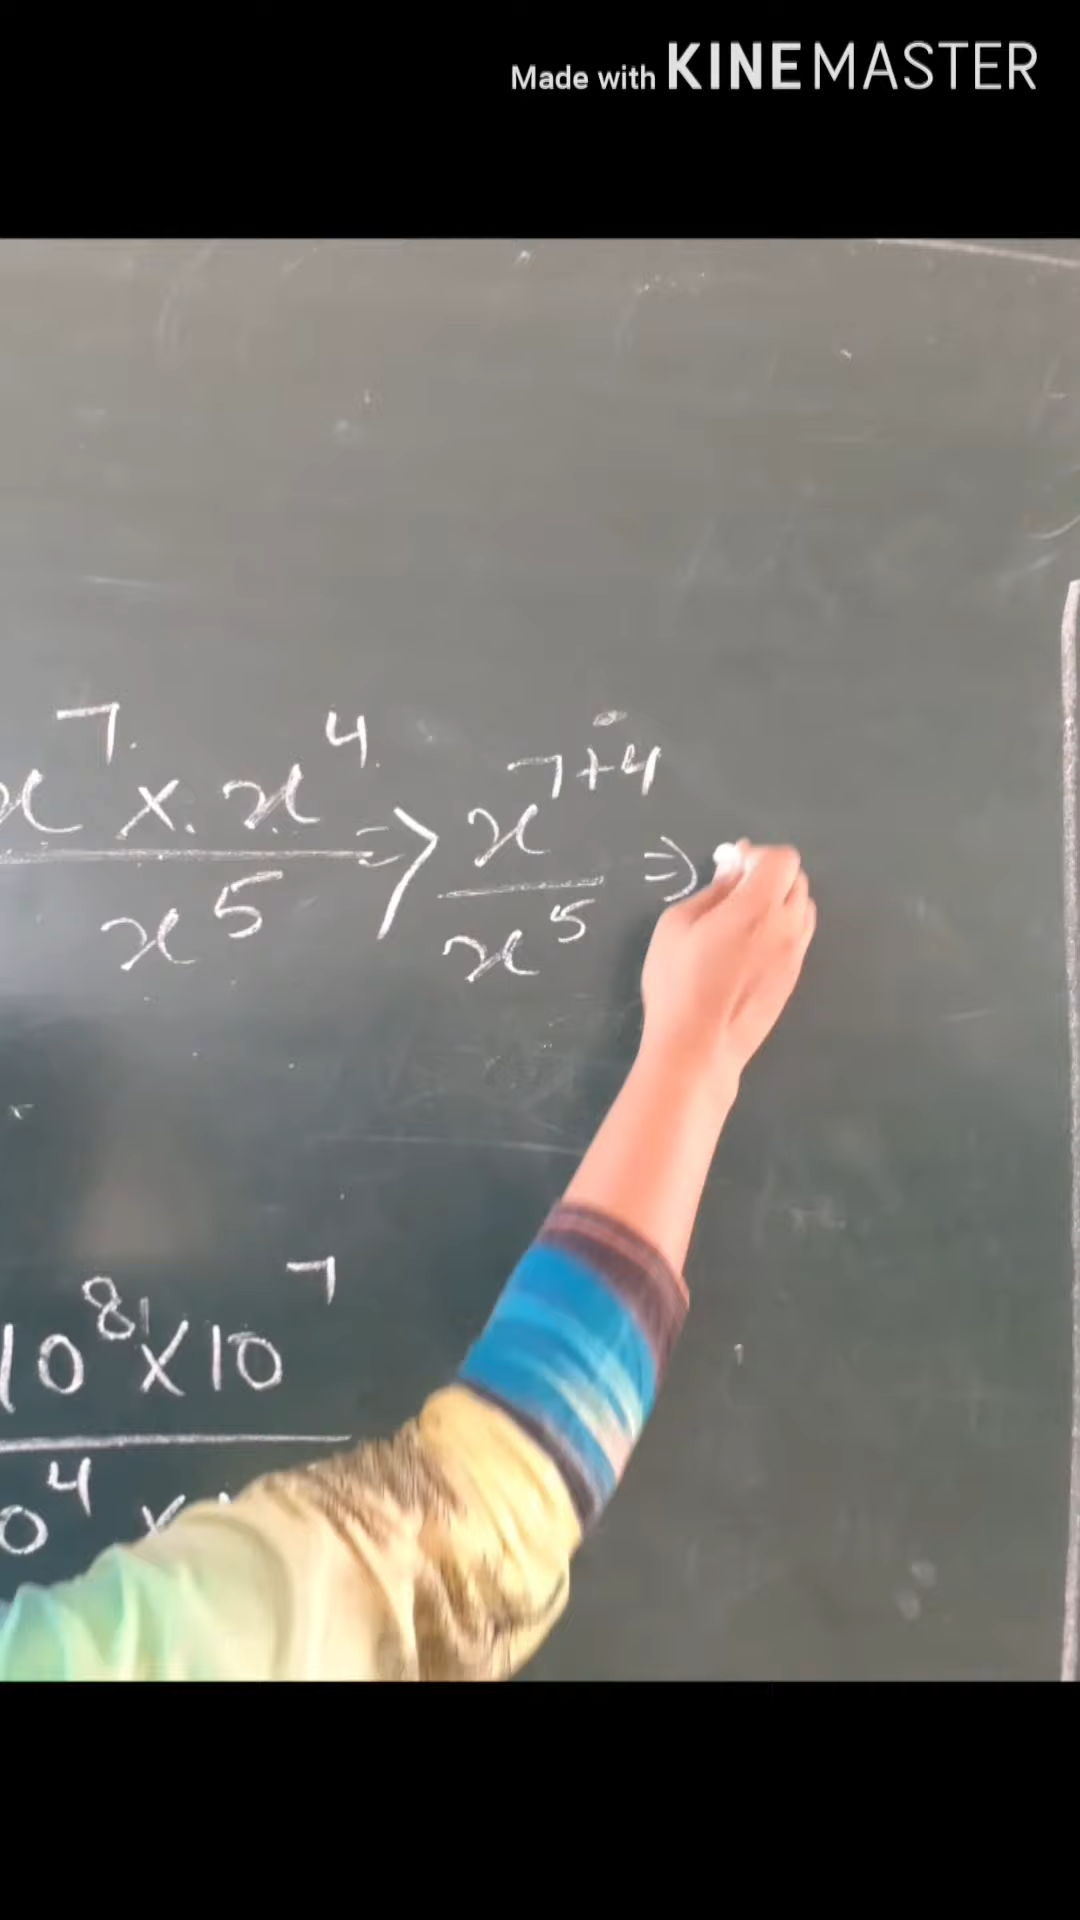 Made with KINEMASTER
x⁷ × x⁴ / x⁵ => x⁷⁺⁴ / x⁵ =>
10⁸ × 10⁷
0⁴ ×